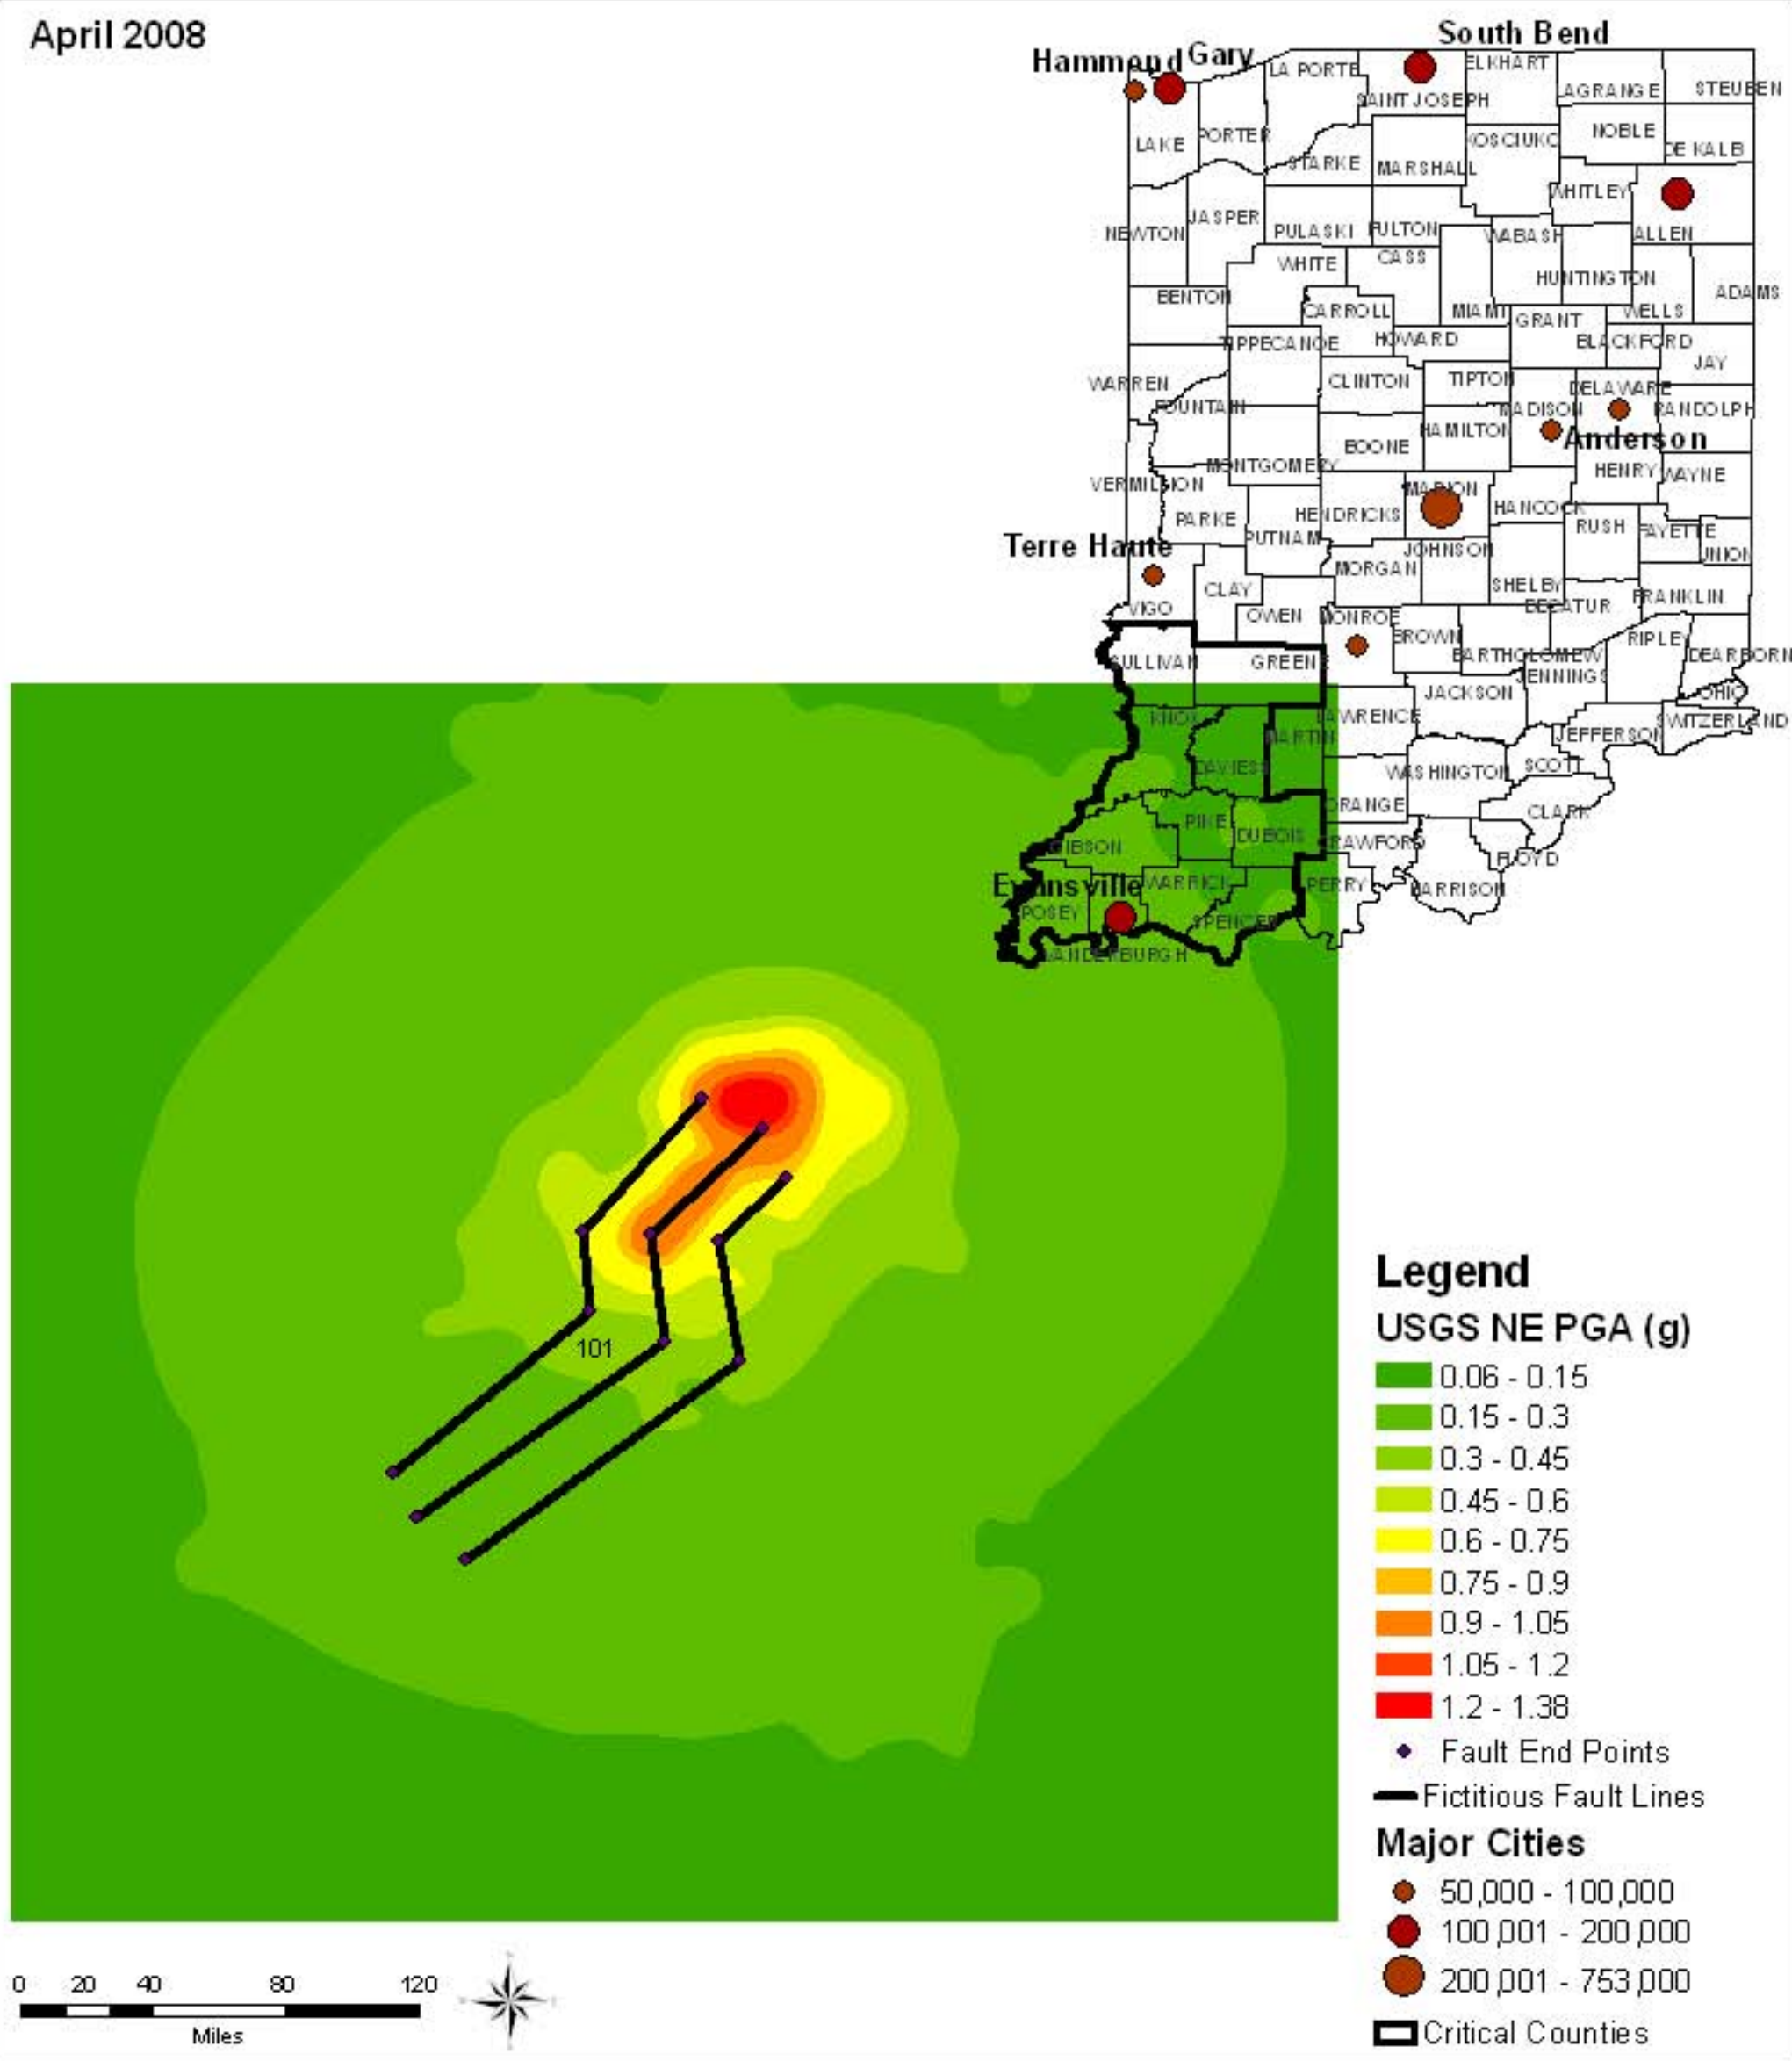 April 2008
South Bend
Hammond Gary
LA PORTE
ELKHART
SAINT JOSEPH
LAGRANGE
STEUBEN
LAKE
PORTER
STARKE
MARSHALL
KOSCIUKO
NOBLE
DE KALB
WHITLEY
ALLEN
NEWTON
JASPER
PULASKI
FULTON
WABASH
WHITE
CASS
HUNTINGTON
ADAMS
BENTON
CARROLL
MIAMI
GRANT
WELLS
TIPPECANOE
HOWARD
BLACKFORD
JAY
WARREN
CLINTON
TIPTON
DELAWARE
FOUNTAIN
MADISON
RANDOLPH
HAMILTON
BOONE
Anderson
MONTGOMERY
HENRY
WAYNE
VERMILLION
MARION
PARKE
HENDRICKS
HANCOCK
RUSH
FAYETTE
PUTNAM
Terre Haute
JOHNSON
UNION
MORGAN
CLAY
SHELBY
VIGO
OWEN
MONROE
DECATUR
FRANKLIN
BROWN
RIPLEY
SULLIVAN
GREENE
BARTHOLOMEW
DEARBORN
JENNINGS
JACKSON
OHIO
KNOX
LAWRENCE
SWITZERLAND
MARTIN
JEFFERSON
DAVIESS
WASHINGTON
SCOTT
ORANGE
CLARK
PIKE
DUBOIS
GIBSON
CRAWFORD
FLOYD
Evansville
WARRICK
PERRY
HARRISON
POSEY
SPENCER
VANDERBURGH
101
Legend
USGS NE PGA (g)
0.06 - 0.15
0.15 - 0.3
0.3 - 0.45
0.45 - 0.6
0.6 - 0.75
0.75 - 0.9
0.9 - 1.05
1.05 - 1.2
1.2 - 1.38
Fault End Points
Fictitious Fault Lines
Major Cities
50,000 - 100,000
100,001 - 200,000
200,001 - 753,000
Critical Counties
0 20 40 80 120
Miles